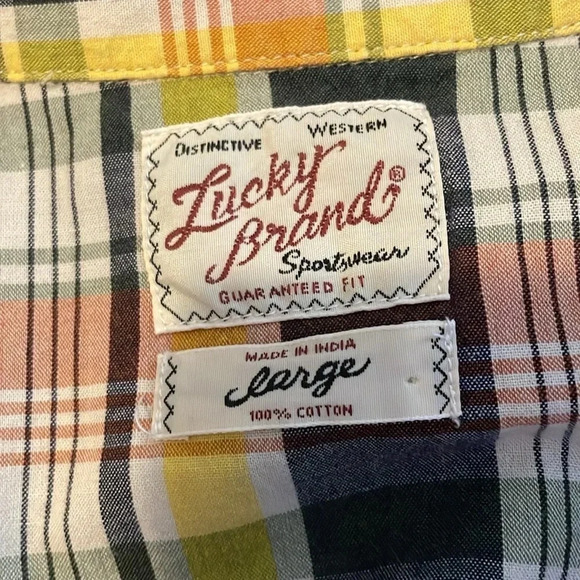 Distinctive Western
Lucky
Brand®
Sportswear
GUARANTEED FIT
MADE IN INDIA
large
100% COTTON